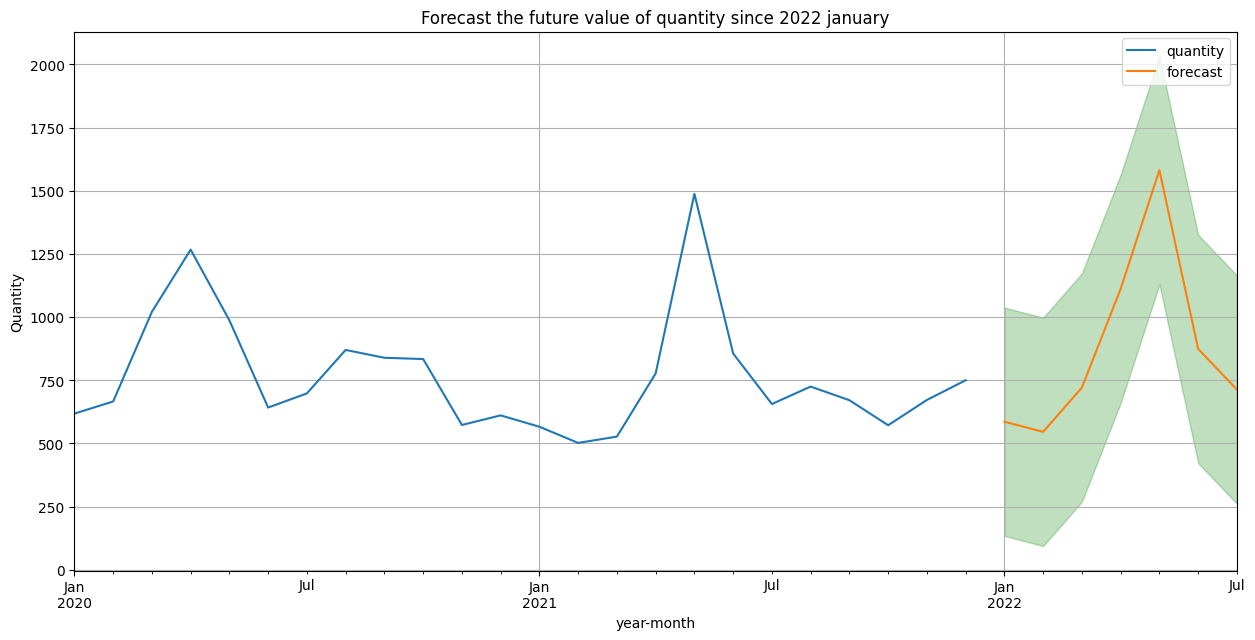 Forecast the future value of quantity since 2022 january
quantity
forecast
2000
1750
1500
1250
1000
750
500
250
0
Quantity
Jan
2020
Jul
Jan
2021
Jul
Jan
2022
Jul
year-month